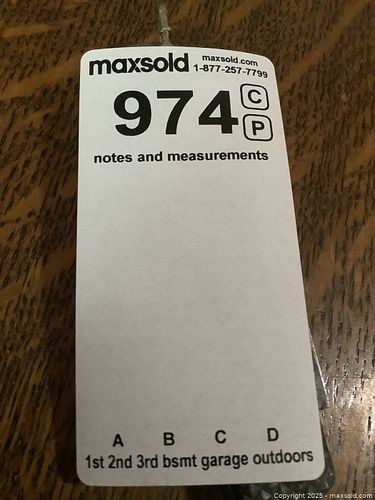 maxsold maxsold.com
1-877-257-7799
974 C
P
notes and measurements
A B C D
1st 2nd 3rd bsmt garage outdoors
Copyright 2025 - maxsold.com